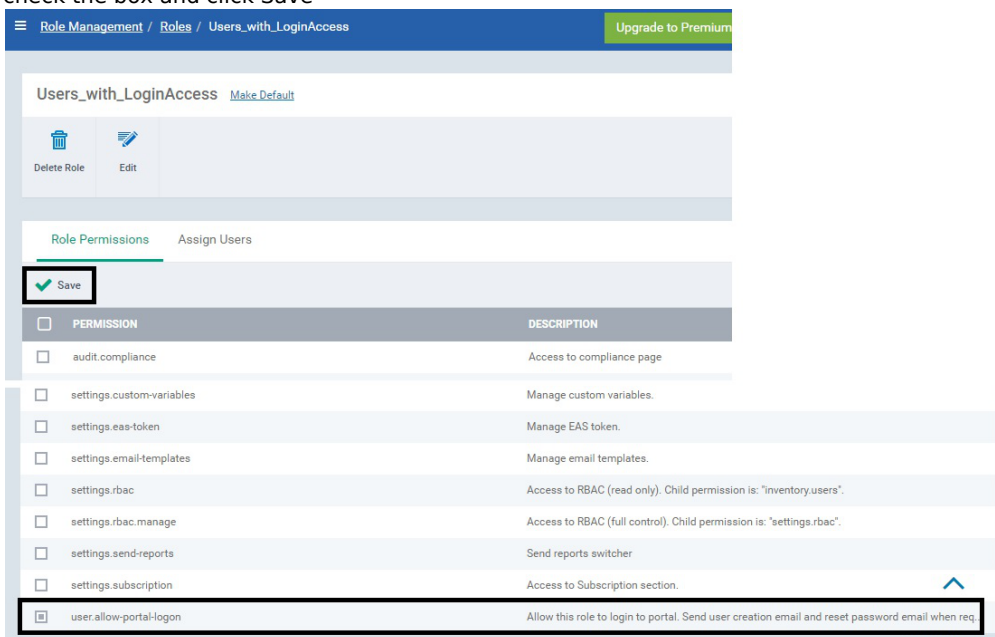 check the box and click Save
Role Management / Roles / Users_with_LoginAccess
Upgrade to Premium
Users_with_LoginAccess Make Default
Delete Role Edit
Role Permissions Assign Users
Save
PERMISSION DESCRIPTION
audit.compliance Access to compliance page
settings.custom-variables Manage custom variables.
settings.eas-token Manage EAS token.
settings.email-templates Manage email templates.
settings.rbac Access to RBAC (read only). Child permission is: "inventory.users".
settings.rbac.manage Access to RBAC (full control). Child permission is: "settings.rbac".
settings.send-reports Send reports switcher
settings.subscription Access to Subscription section.
user.allow-portal-logon Allow this role to login to portal. Send user creation email and reset password email when req..